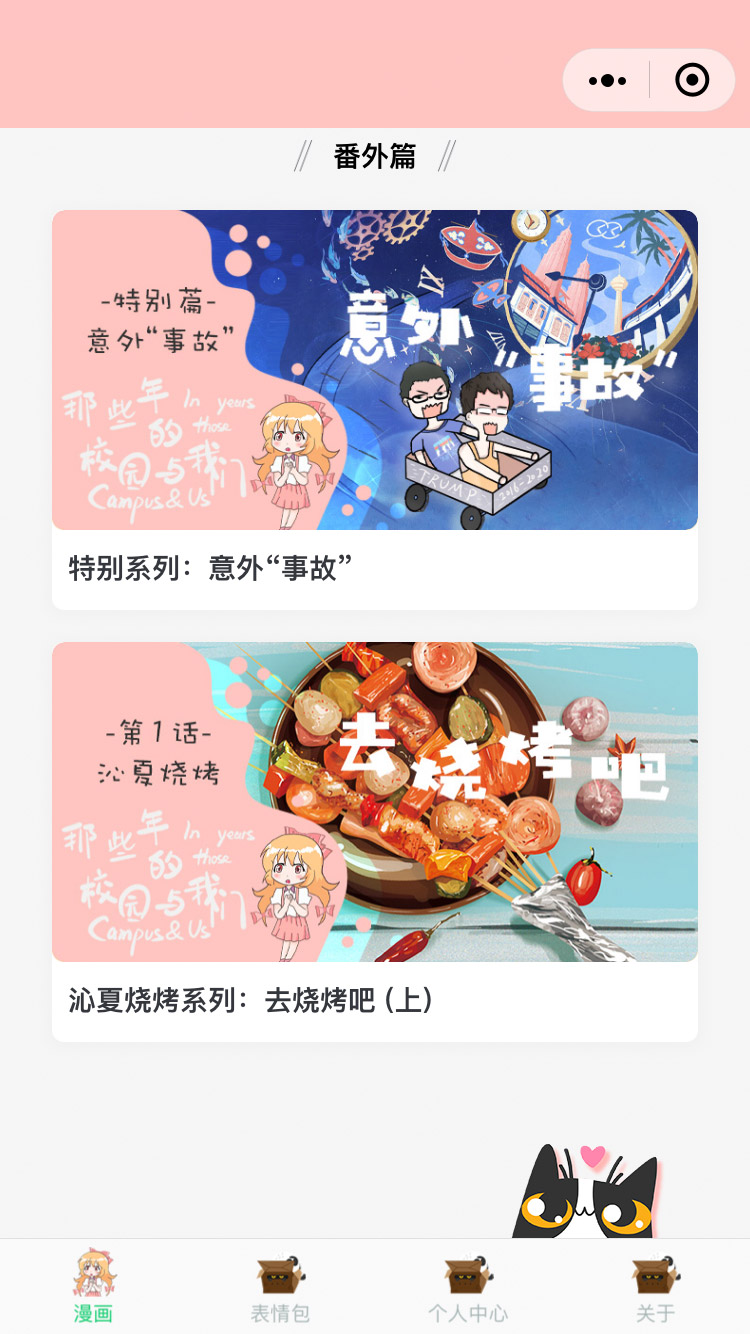 番外篇
-特别篇-
意外“事故”
那些年 In years
的 those
校园与我们
Campus&Us
意外
“事故”
TRUMP
2016-2020
特别系列：意外“事故”
-第1话-
沁夏烧烤
去烧烤吧
那些年 In years
的 those
校园与我们
Campus&Us
沁夏烧烤系列：去烧烤吧 (上)
漫画 表情包 个人中心 关于